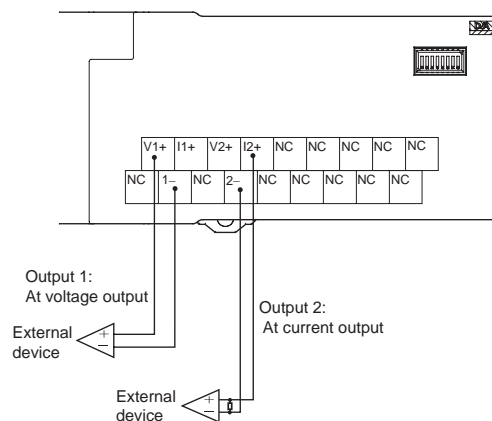 D/A
V1+ I1+ V2+ I2+ NC NC NC NC NC
NC 1− NC 2− NC NC NC NC NC
Output 1:
At voltage output
External
device
+
−
Output 2:
At current output
External
device
+
−